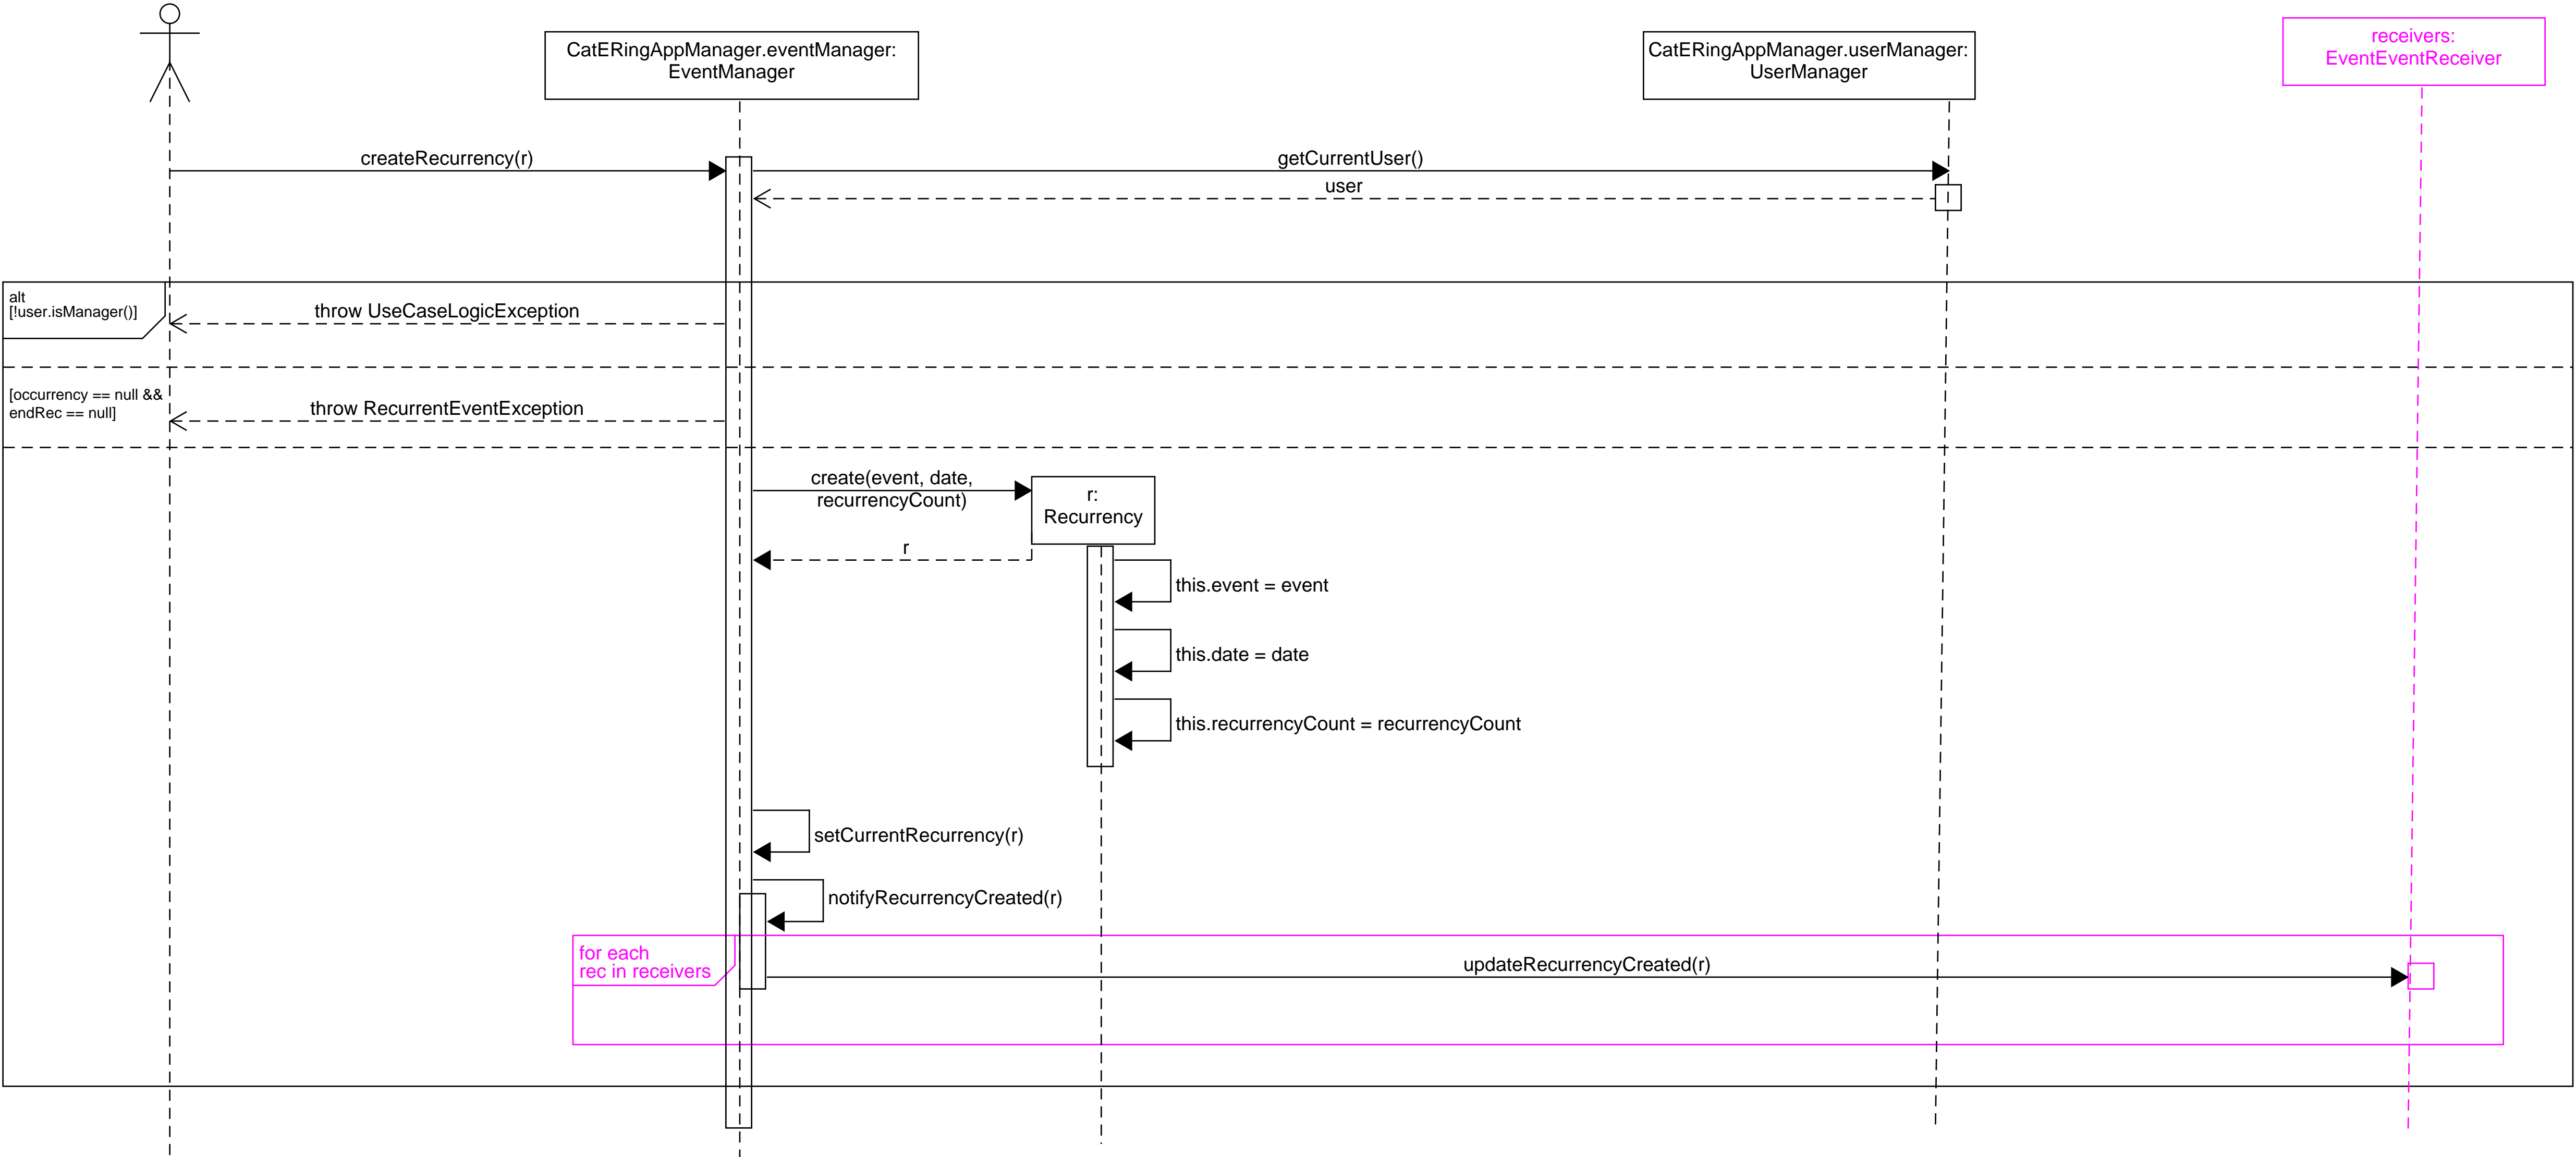 CatERingAppManager.eventManager:
EventManager
CatERingAppManager.userManager:
UserManager
receivers:
EventEventReceiver
createRecurrency(r)
getCurrentUser()
user
alt
[!user.isManager()]
throw UseCaseLogicException
[occurrency == null &&
endRec == null]
throw RecurrentEventException
create(event, date,
recurrencyCount)
r:
Recurrency
r
this.event = event
this.date = date
this.recurrencyCount = recurrencyCount
setCurrentRecurrency(r)
notifyRecurrencyCreated(r)
for each
rec in receivers
updateRecurrencyCreated(r)